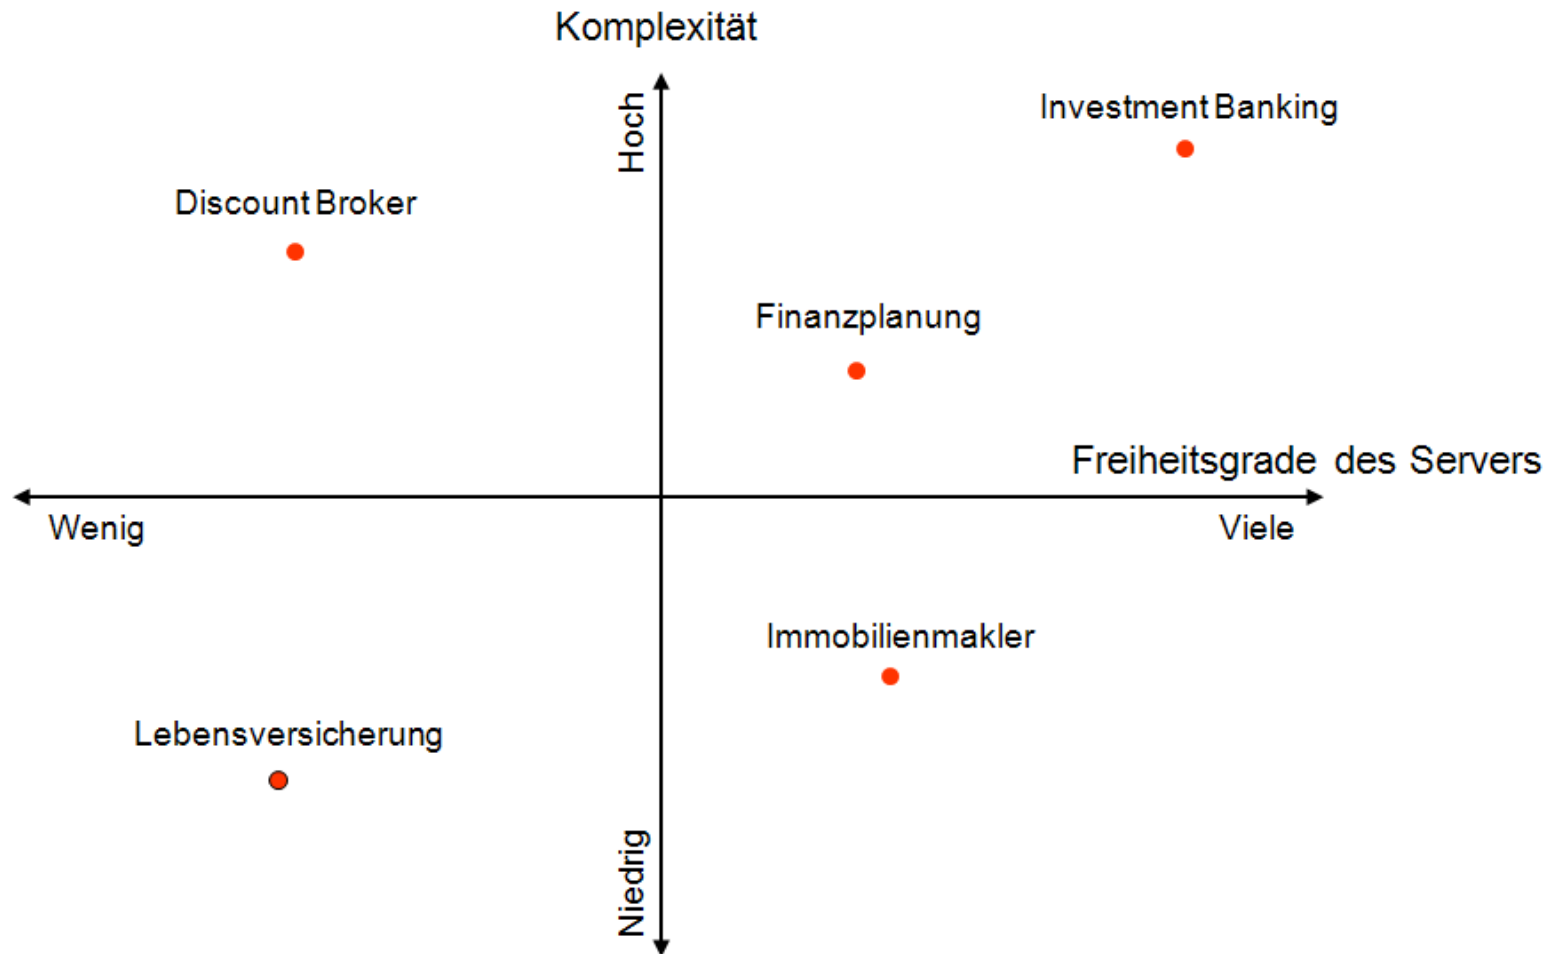 Komplexität
Hoch
Investment Banking
Discount Broker
Finanzplanung
Freiheitsgrade des Servers
Wenig
Viele
Immobilienmakler
Lebensversicherung
Niedrig